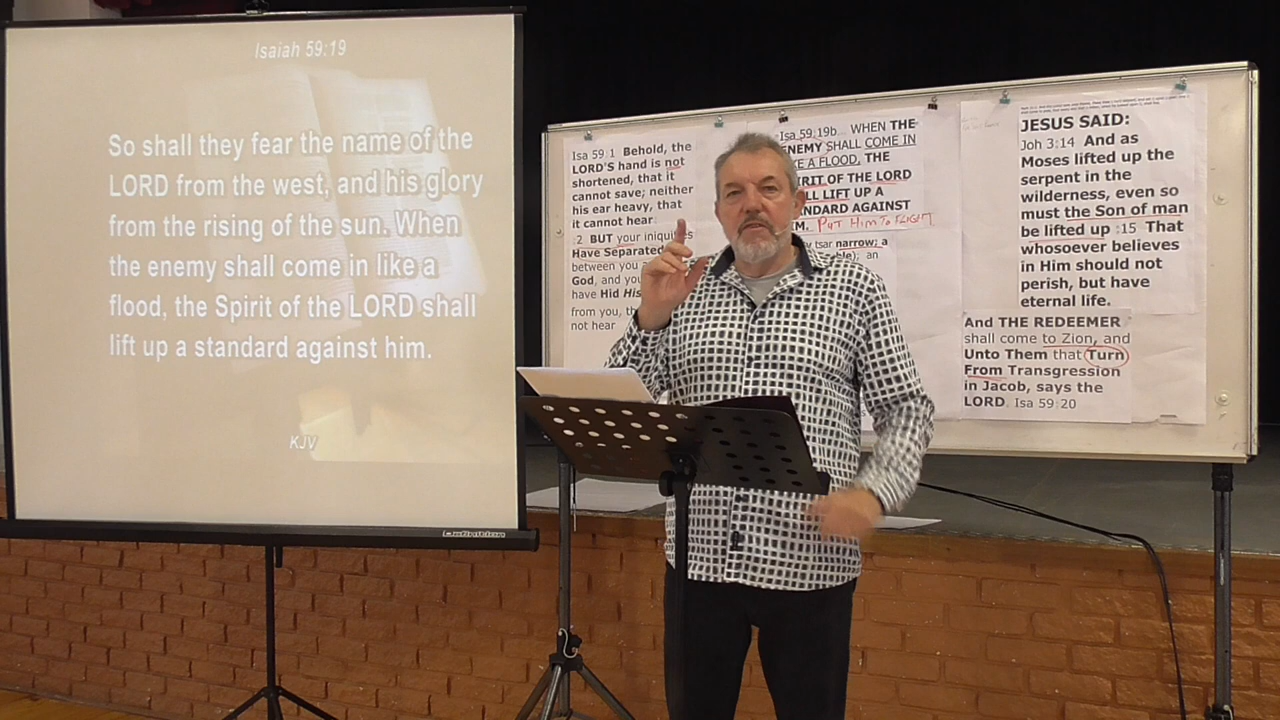 Isaiah 59:19
So shall they fear the name of the
LORD from the west, and his glory
from the rising of the sun. When
the enemy shall come in like a
flood, the Spirit of the LORD shall
lift up a standard against him.
KJV
Isa 59 1 Behold, the
LORD'S hand is not
shortened, that it
cannot save; neither
his ear heavy, that
it cannot hear
:2 BUT your iniquities
Have Separated
between you
God, and you
have Hid His
from you, th
not hear
Isa 59:19b... WHEN THE
ENEMY SHALL COME IN
KE A FLOOD, THE
IRIT OF THE LORD
LL LIFT UP A
ANDARD AGAINST
M. PUT HIM TO FLIGHT
tsar narrow; a
ble); an
JESUS SAID:
Joh 3:14 And as
Moses lifted up the
serpent in the
wilderness, even so
must the Son of man
be lifted up :15 That
whosoever believes
in Him should not
perish, but have
eternal life.
And THE REDEEMER
shall come to Zion, and
Unto Them that Turn
From Transgression
in Jacob, says the
LORD. Isa 59:20